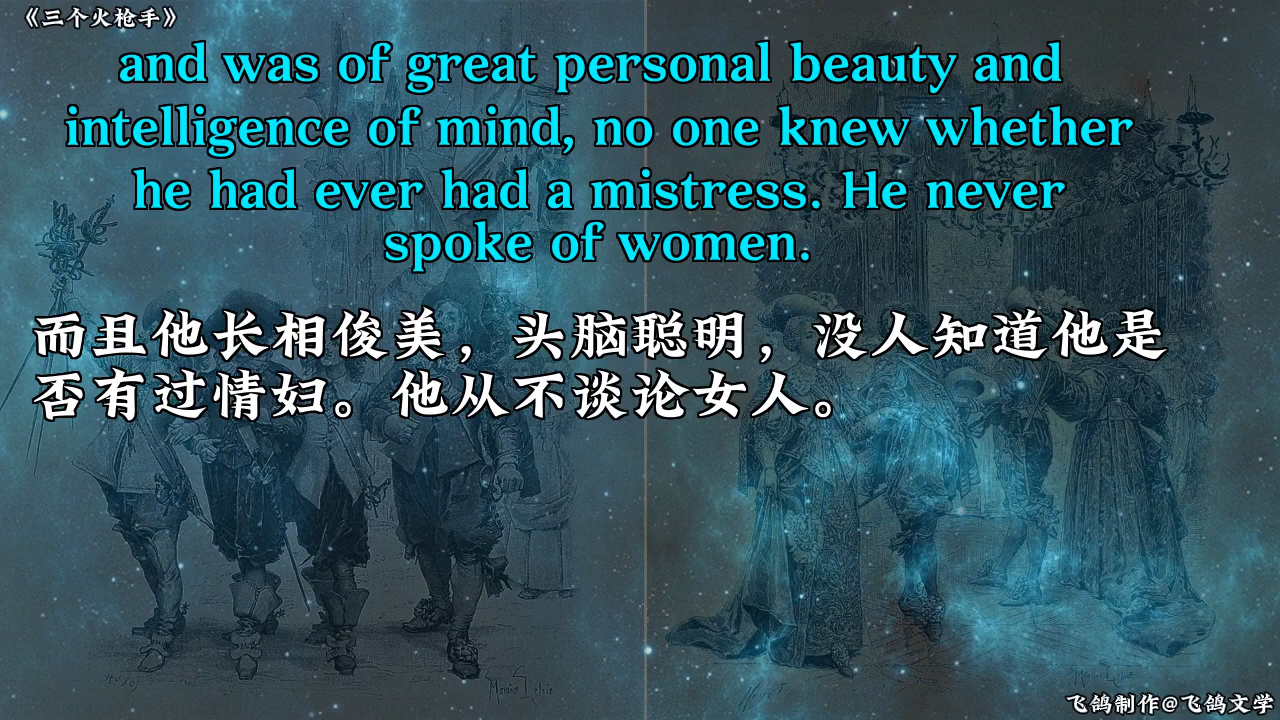 《三个火枪手》
and was of great personal beauty and
intelligence of mind, no one knew whether
he had ever had a mistress. He never
spoke of women.
而且他长相俊美，头脑聪明，没人知道他是
否有过情妇。他从不谈论女人。
飞鸽制作@飞鸽文学